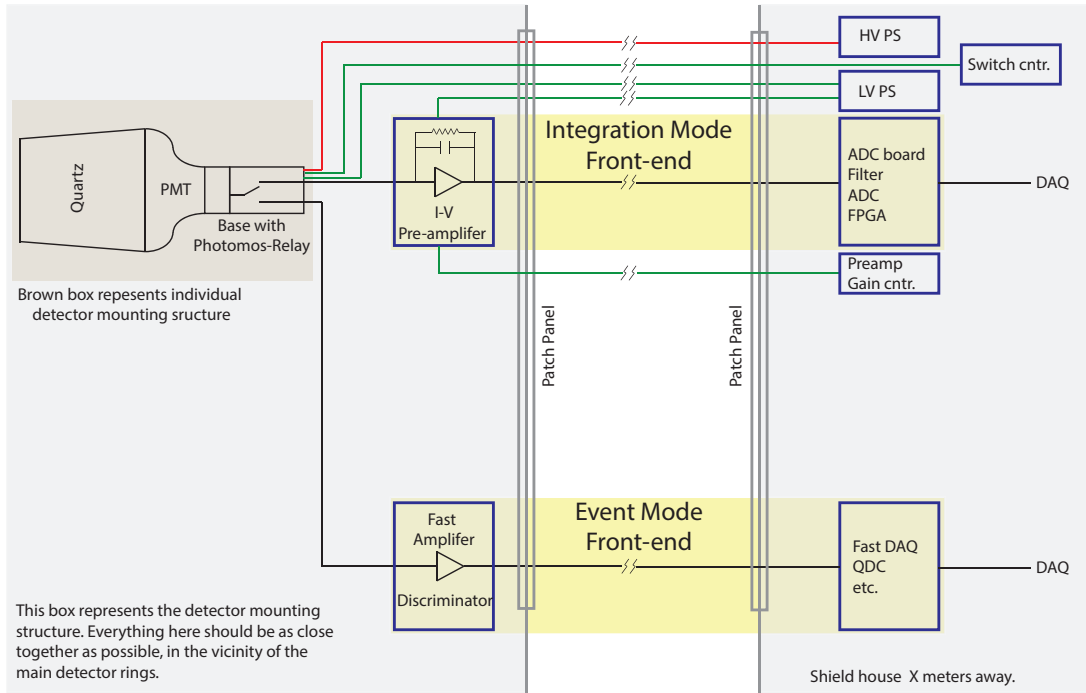 HV PS
Switch cntr.
LV PS
Integration Mode
Front-end
ADC board
Filter
ADC
FPGA
DAQ
Quartz
PMT
Base with
Photomos-Relay
I-V
Pre-amplifer
Preamp
Gain cntr.
Brown box repesents individual
detector mounting sructure
Patch Panel
Patch Panel
Event Mode
Front-end
Fast
Amplifer
Discriminator
Fast DAQ
QDC
etc.
DAQ
This box represents the detector mounting
structure. Everything here should be as close
together as possible, in the vicinity of the
main detector rings.
Shield house X meters away.